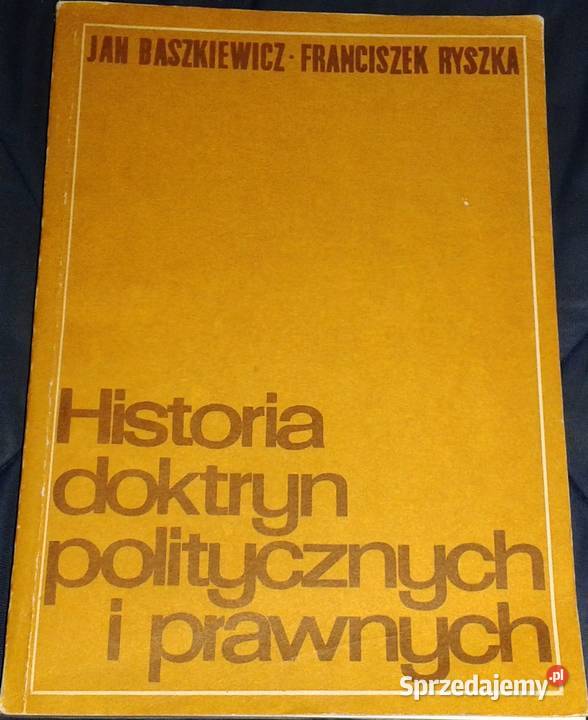 JAN BASZKIEWICZ · FRANCISZEK RYSZKA
Historia
doktryn
politycznych
i prawnych
Sprzedajemy.pl